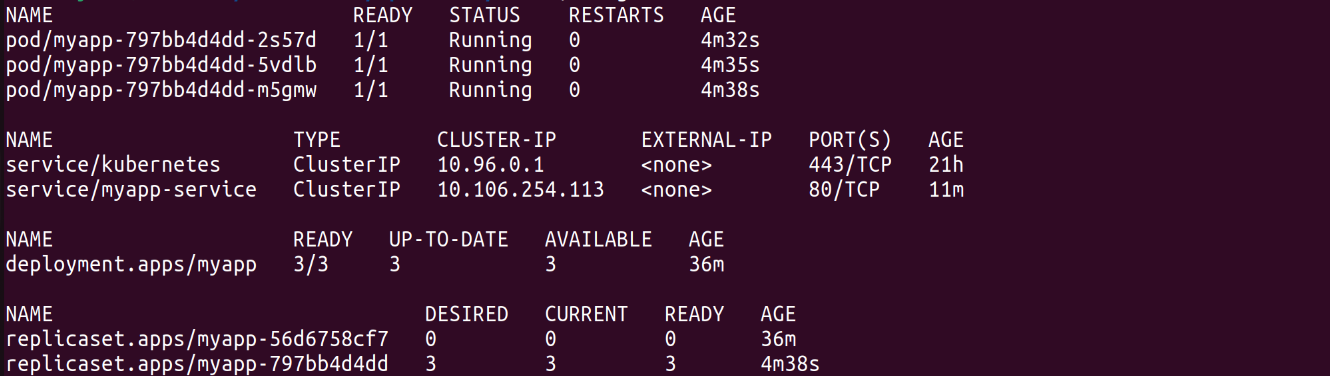 NAME READY STATUS RESTARTS AGE
pod/myapp-797bb4d4dd-2s57d 1/1 Running 0 4m32s
pod/myapp-797bb4d4dd-5vdlb 1/1 Running 0 4m35s
pod/myapp-797bb4d4dd-m5gmw 1/1 Running 0 4m38s
NAME TYPE CLUSTER-IP EXTERNAL-IP PORT(S) AGE
service/kubernetes ClusterIP 10.96.0.1 <none> 443/TCP 21h
service/myapp-service ClusterIP 10.106.254.113 <none> 80/TCP 11m
NAME READY UP-TO-DATE AVAILABLE AGE
deployment.apps/myapp 3/3 3 3 36m
NAME DESIRED CURRENT READY AGE
replicaset.apps/myapp-56d6758cf7 0 0 0 36m
replicaset.apps/myapp-797bb4d4dd 3 3 3 4m38s